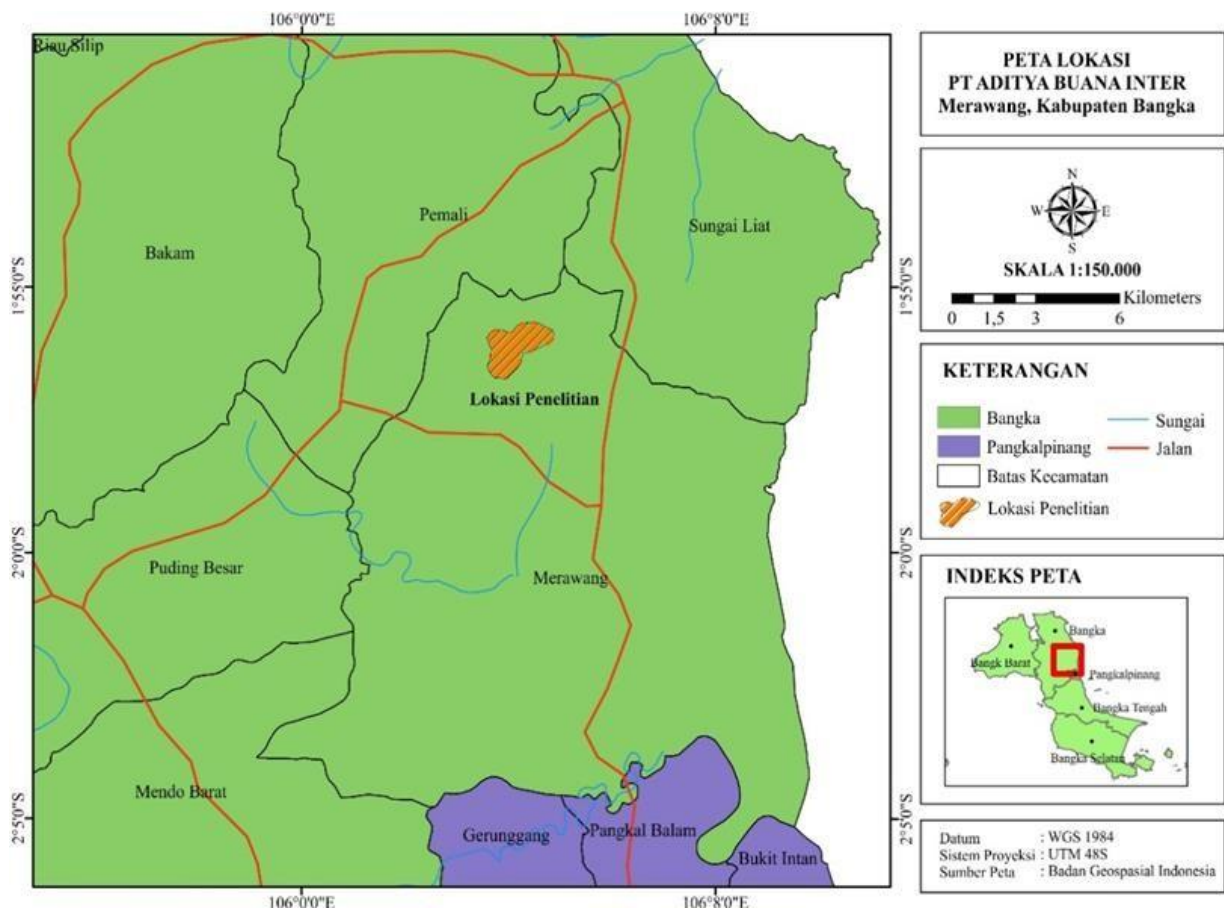 106°0'0"E
106°8'0"E
Riau Silip
Pemali
Sungai Liat
Bakam
1°55'0"S
1°55'0"S
Lokasi Penelitian
2°0'0"S
2°0'0"S
Puding Besar
Merawang
Mendo Barat
2°5'0"S
2°5'0"S
Gerunggang
Pangkal Balam
Bukit Intan
106°0'0"E
106°8'0"E
PETA LOKASI
PT ADITYA BUANA INTER
Merawang, Kabupaten Bangka
N
W E
S
SKALA 1:150.000
Kilometers
0 1,5 3 6
KETERANGAN
Bangka
Sungai
Pangkalpinang
Jalan
Batas Kecamatan
Lokasi Penelitian
INDEKS PETA
Bangka
Bangk Barat
Pangkalpinang
Bangka Tengah
Bangka Selatan
Datum : WGS 1984
Sistem Proyeksi : UTM 48S
Sumber Peta : Badan Geospasial Indonesia